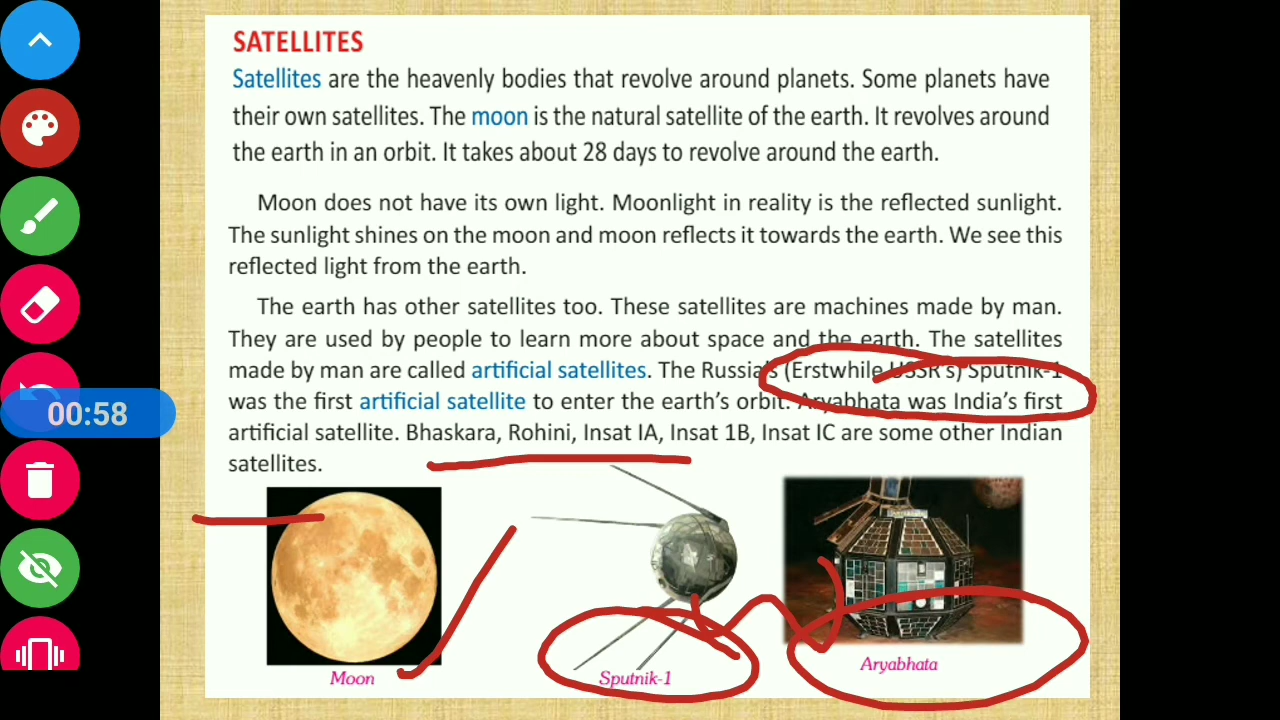 SATELLITES
Satellites are the heavenly bodies that revolve around planets. Some planets have
their own satellites. The moon is the natural satellite of the earth. It revolves around
the earth in an orbit. It takes about 28 days to revolve around the earth.
Moon does not have its own light. Moonlight in reality is the reflected sunlight.
The sunlight shines on the moon and moon reflects it towards the earth. We see this
reflected light from the earth.
The earth has other satellites too. These satellites are machines made by man.
They are used by people to learn more about space and the earth. The satellites
made by man are called artificial satellites. The Russia's (Erstwhile USSR's) Sputnik-1
was the first artificial satellite to enter the earth's orbit. Aryabhata was India's first
artificial satellite. Bhaskara, Rohini, Insat IA, Insat 1B, Insat IC are some other Indian
satellites.
00:58
Moon
Sputnik-1
Aryabhata